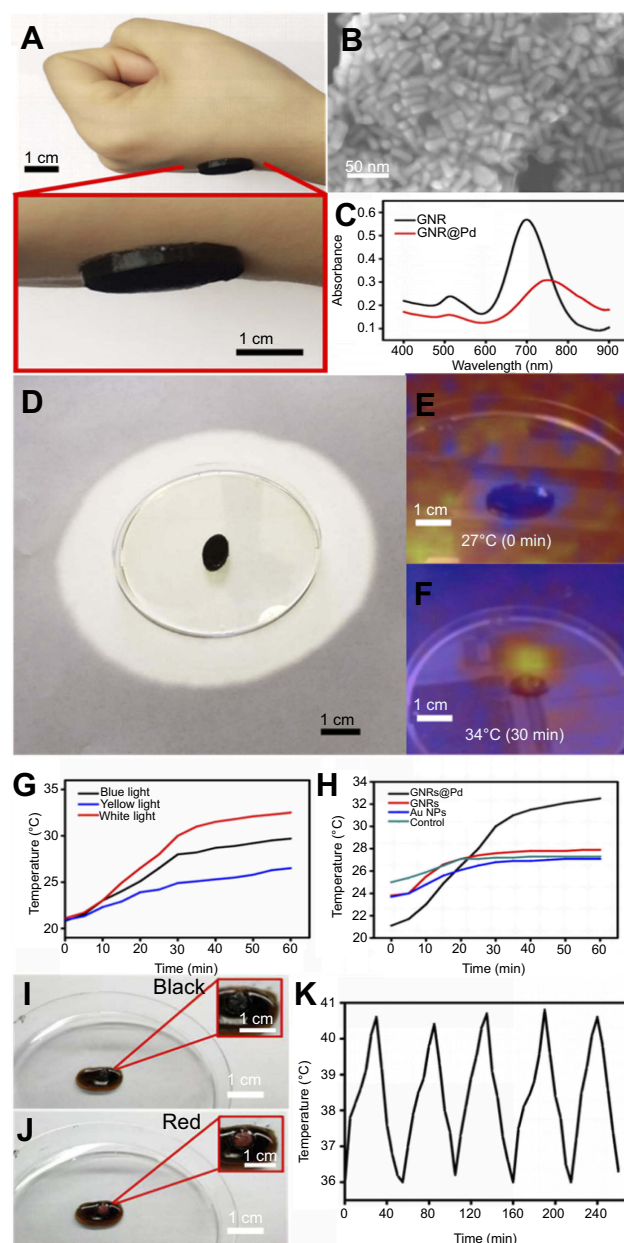 A
1 cm
1 cm
B
50 nm
C
GNR
GNR@Pd
Absorbance
0.6
0.5
0.4
0.3
0.2
0.1
400 500 600 700 800 900
Wavelength (nm)
D
1 cm
E
1 cm
27°C (0 min)
F
1 cm
34°C (30 min)
G
Blue light
Yellow light
White light
Temperature (°C)
35
30
25
20
0 10 20 30 40 50 60
Time (min)
H
GNRs@Pd
GNRs
Au NPs
Control
Temperature (°C)
34
32
30
28
26
24
22
20
0 10 20 30 40 50 60
Time (min)
I
Black
1 cm
1 cm
J
Red
1 cm
1 cm
K
Temperature (°C)
41
40
39
38
37
36
0 40 80 120 160 200 240
Time (min)